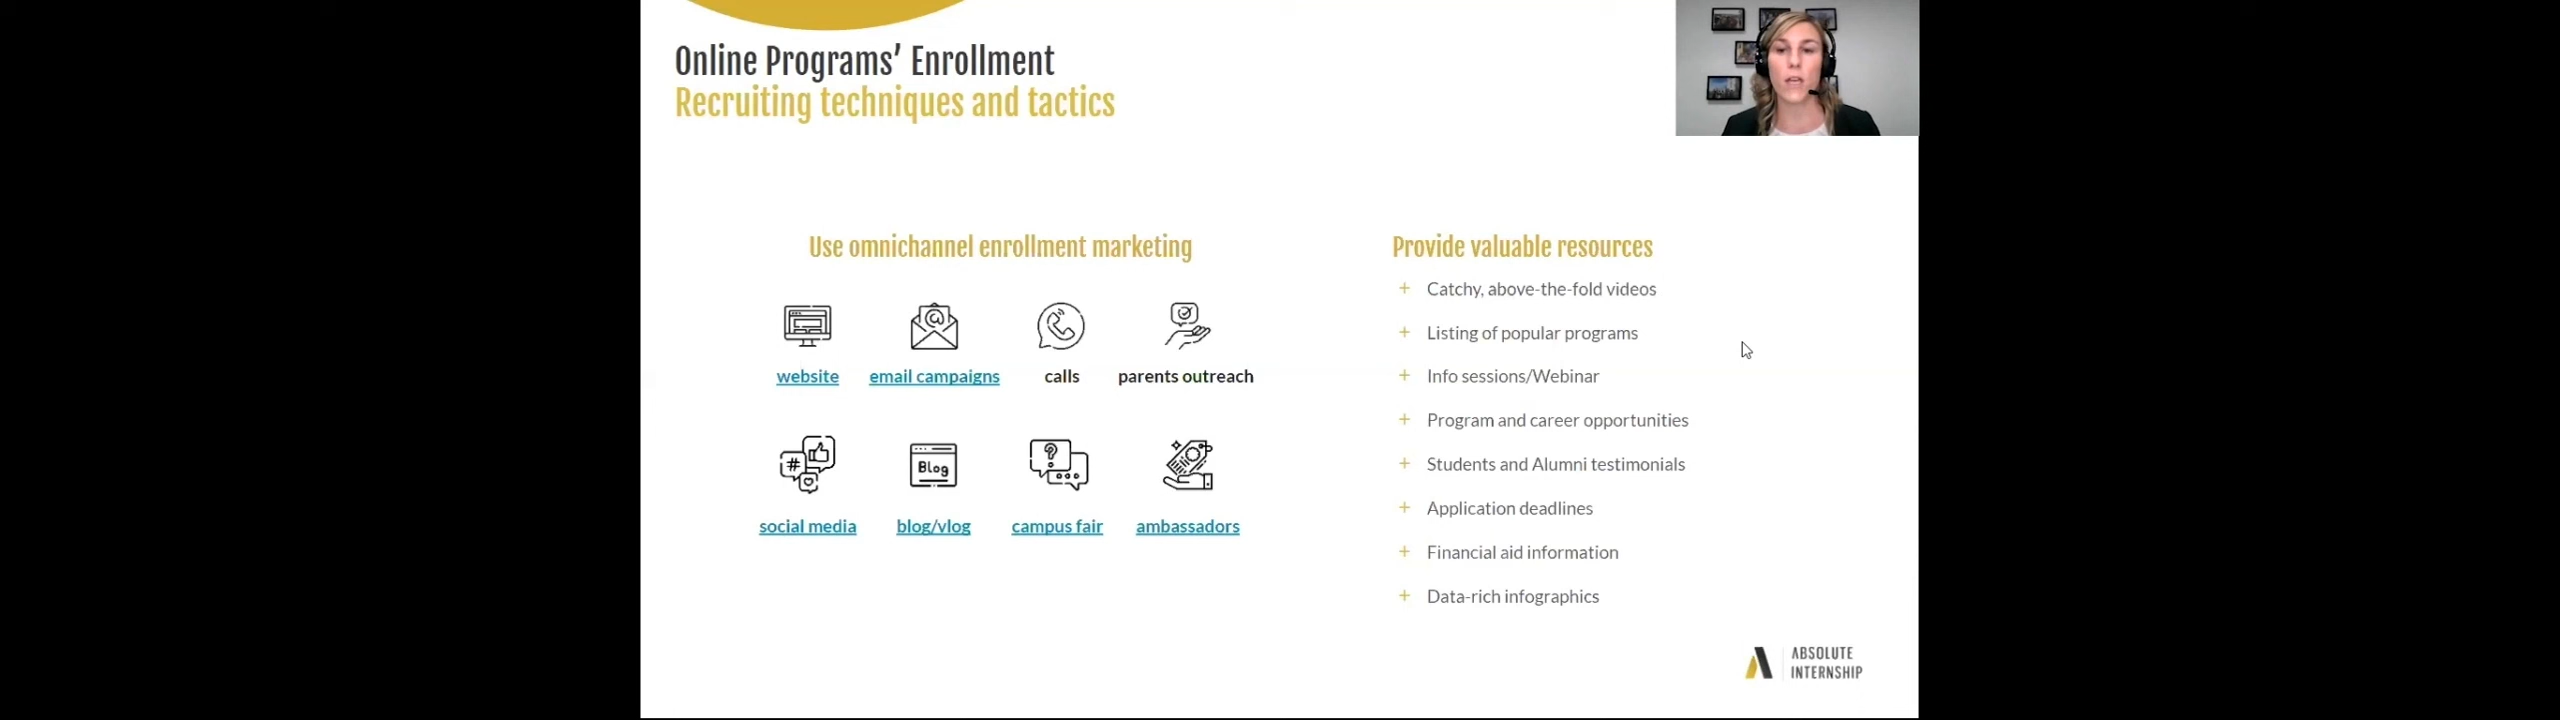 Online Programs’ Enrollment
Recruiting techniques and tactics
Use omnichannel enrollment marketing
website
email campaigns
calls
parents outreach
Blog
social media
blog/vlog
campus fair
ambassadors
Provide valuable resources
+ Catchy, above-the-fold videos
+ Listing of popular programs
+ Info sessions/Webinar
+ Program and career opportunities
+ Students and Alumni testimonials
+ Application deadlines
+ Financial aid information
+ Data-rich infographics
ABSOLUTE
INTERNSHIP